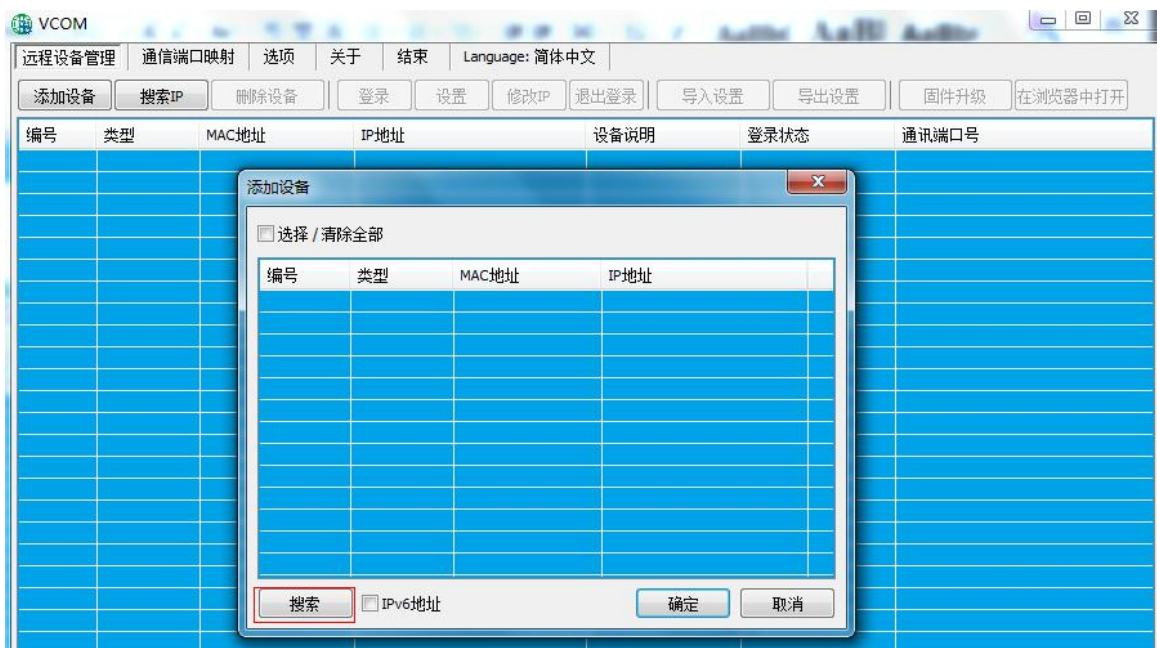 VCOM
远程设备管理 通信端口映射 选项 关于 结束 Language: 简体中文
添加设备 搜索IP 删除设备 登录 设置 修改IP 退出登录 导入设置 导出设置 固件升级 在浏览器中打开
编号 类型 MAC地址 IP地址 设备说明 登录状态 通讯端口号
添加设备
选择 / 清除全部
编号 类型 MAC地址 IP地址
搜索 IPv6地址 确定 取消